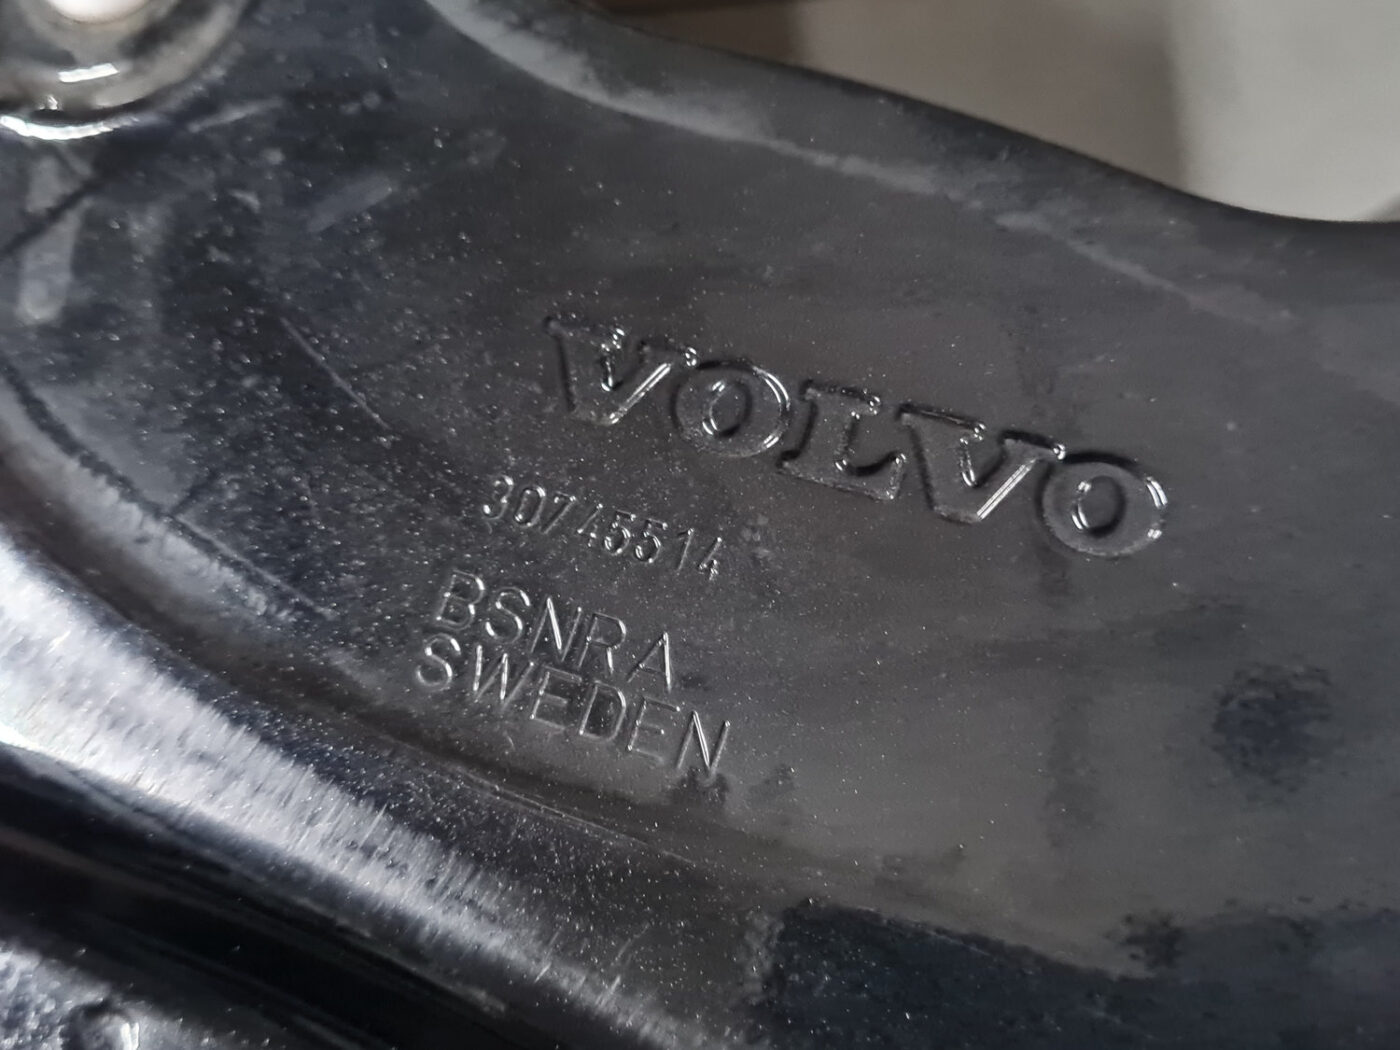 VOLVO
30745514
BSNRA
SWEDEN